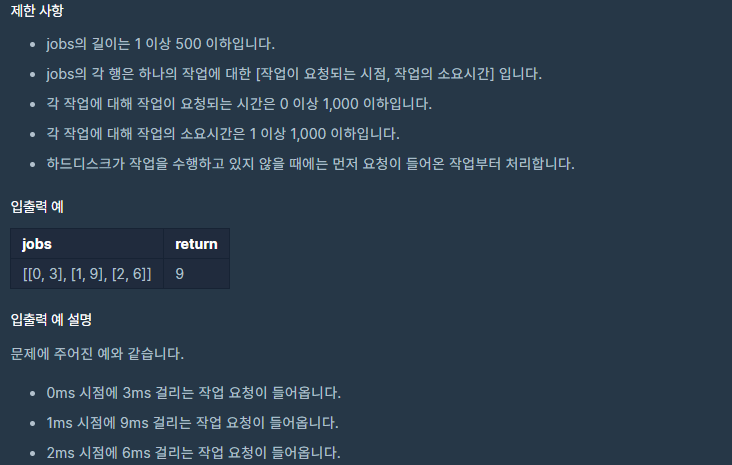 제한 사항
jobs의 길이는 1 이상 500 이하입니다.
jobs의 각 행은 하나의 작업에 대한 [작업이 요청되는 시점, 작업의 소요시간] 입니다.
각 작업에 대해 작업이 요청되는 시간은 0 이상 1,000 이하입니다.
각 작업에 대해 작업의 소요시간은 1 이상 1,000 이하입니다.
하드디스크가 작업을 수행하고 있지 않을 때에는 먼저 요청이 들어온 작업부터 처리합니다.
입출력 예
jobs return
[[0, 3], [1, 9], [2, 6]] 9
입출력 예 설명
문제에 주어진 예와 같습니다.
0ms 시점에 3ms 걸리는 작업 요청이 들어옵니다.
1ms 시점에 9ms 걸리는 작업 요청이 들어옵니다.
2ms 시점에 6ms 걸리는 작업 요청이 들어옵니다.